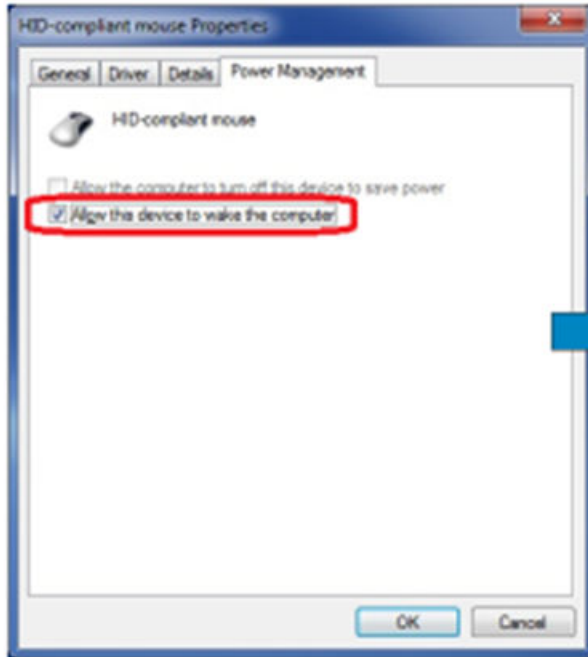 HID-compliant mouse Properties
General Driver Details Power Management
HID-compliant mouse
Allow the computer to turn off this device to save power
Allow this device to wake the computer
OK Cancel